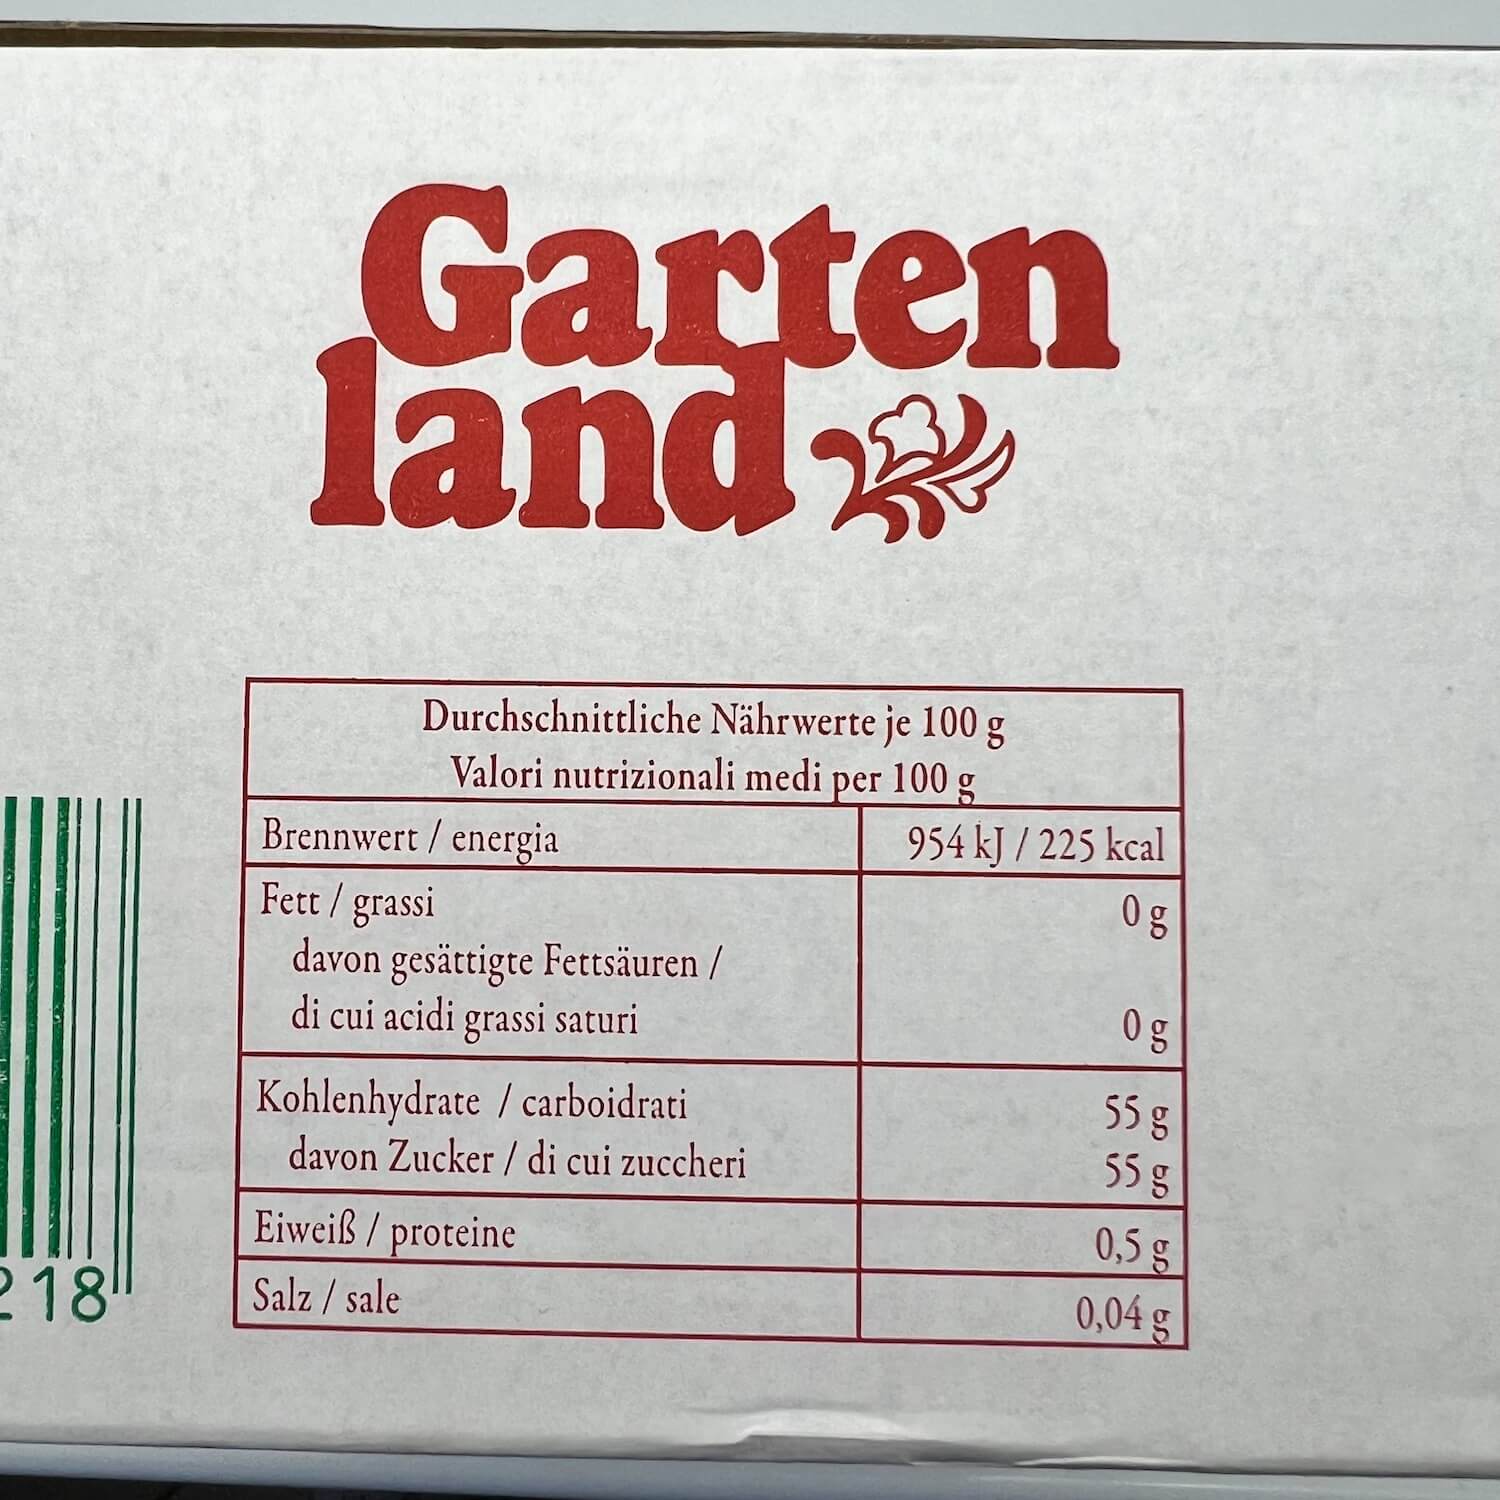 Garten
land
Durchschnittliche Nährwerte je 100 g
Valori nutrizionali medi per 100 g
Brennwert / energia 954 kJ / 225 kcal
Fett / grassi 0 g
davon gesättigte Fettsäuren /
di cui acidi grassi saturi 0 g
Kohlenhydrate / carboidrati 55 g
davon Zucker / di cui zuccheri 55 g
Eiweiß / proteine 0,5 g
Salz / sale 0,04 g
218